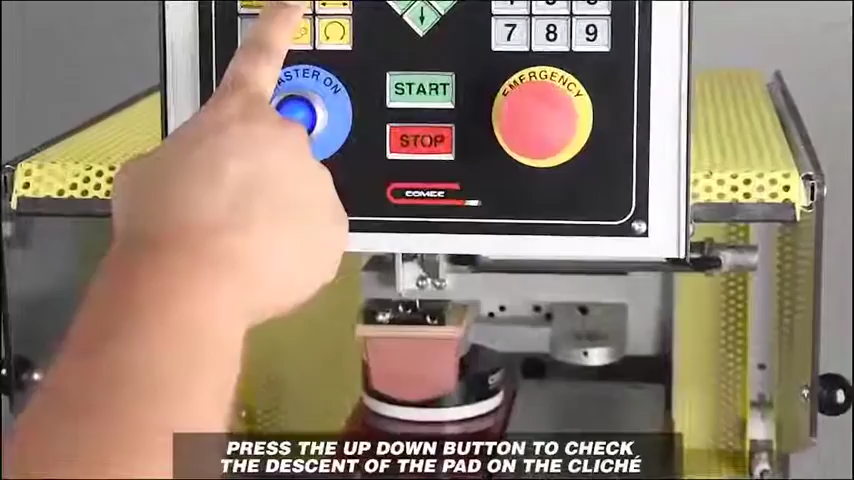 7 8 9
MASTER ON
START
EMERGENCY
STOP
COMEC
PRESS THE UP DOWN BUTTON TO CHECK
THE DESCENT OF THE PAD ON THE CLICHÉ